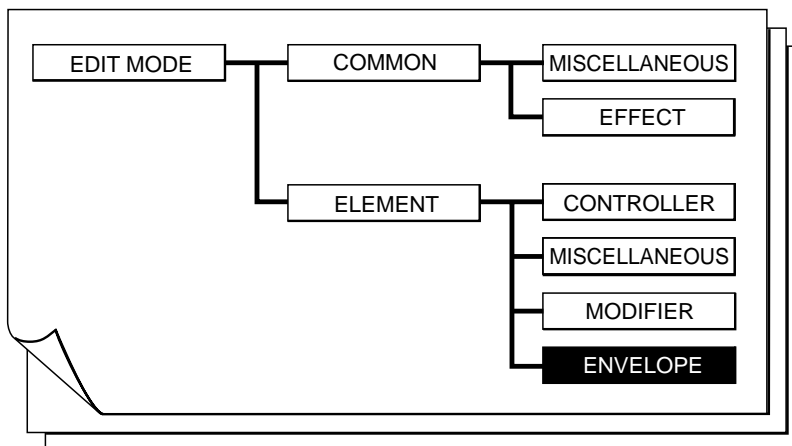 EDIT MODE
COMMON
MISCELLANEOUS
EFFECT
ELEMENT
CONTROLLER
MISCELLANEOUS
MODIFIER
ENVELOPE